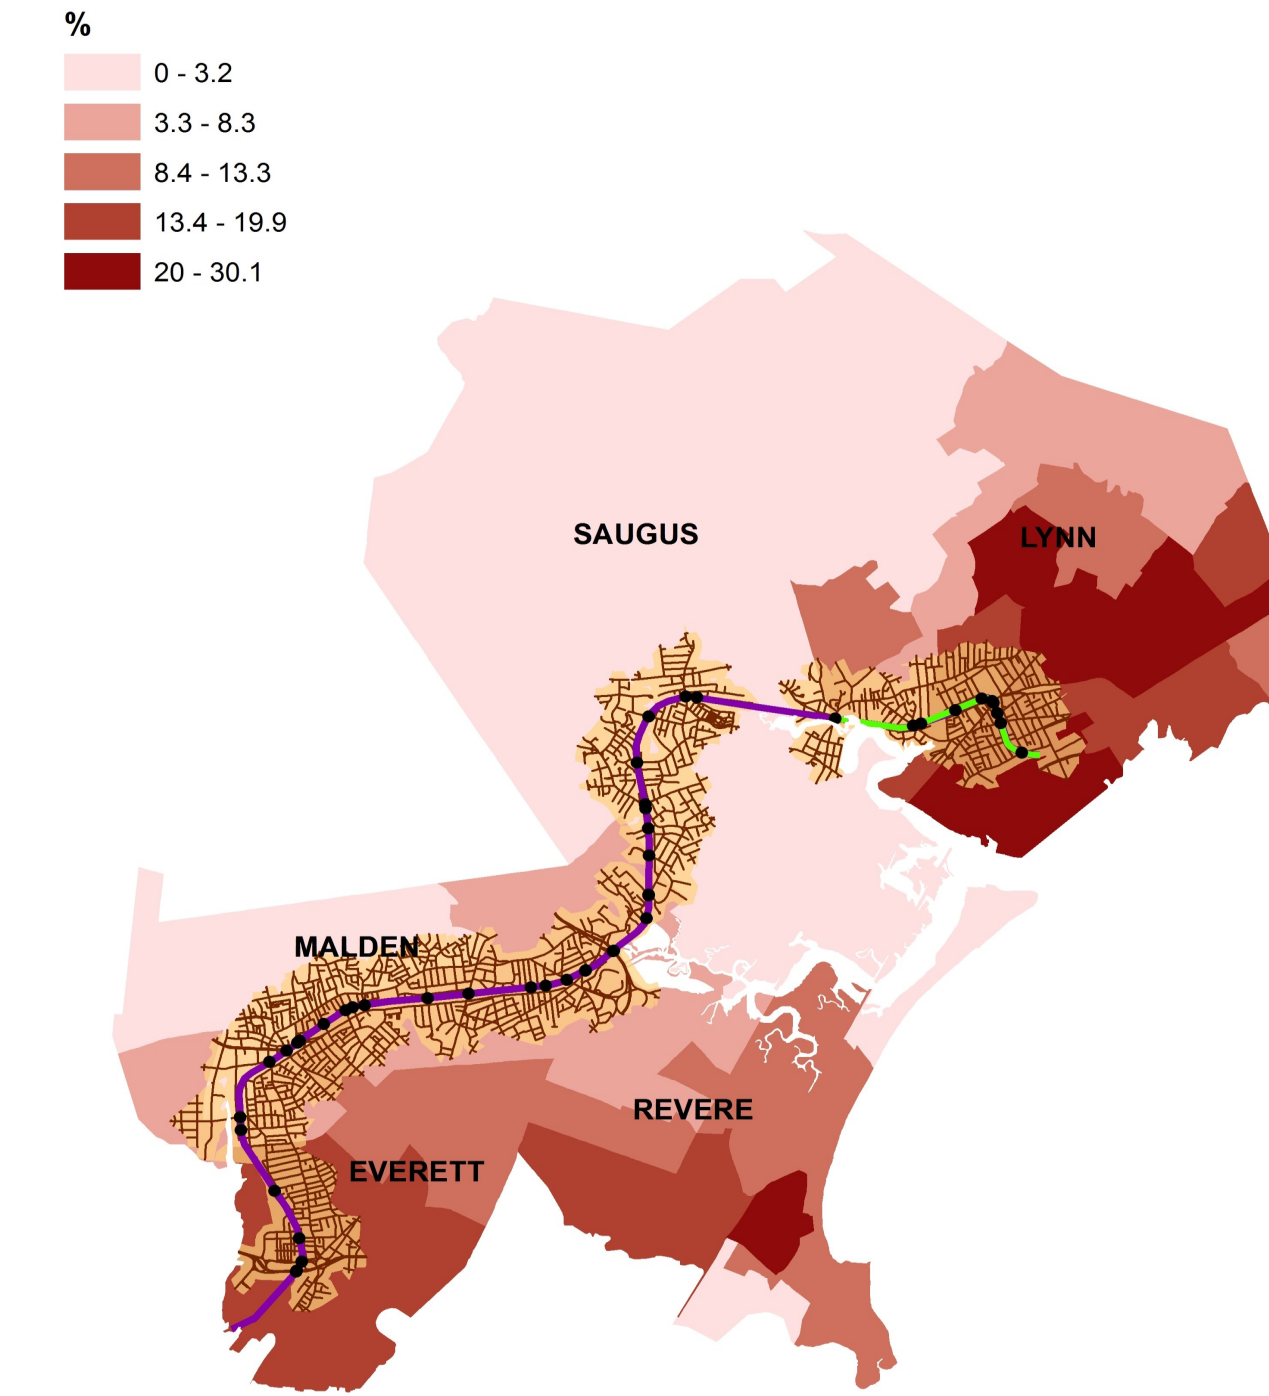 %
0 - 3.2
3.3 - 8.3
8.4 - 13.3
13.4 - 19.9
20 - 30.1
SAUGUS
LYNN
MALDEN
REVERE
EVERETT